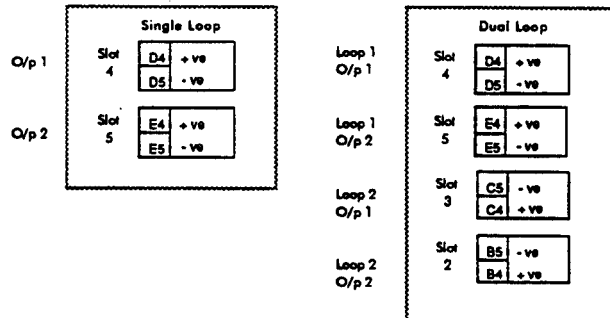 Single Loop
O/p 1
Slot
4
D4 + ve
D5 - ve
O/p 2
Slot
5
E4 + ve
E5 - ve
Dual Loop
Loop 1
O/p 1
Slot
4
D4 + ve
D5 - ve
Loop 1
O/p 2
Slot
5
E4 + ve
E5 - ve
Loop 2
O/p 1
Slot
3
C5 - ve
C4 + ve
Loop 2
O/p 2
Slot
2
B5 - ve
B4 + ve